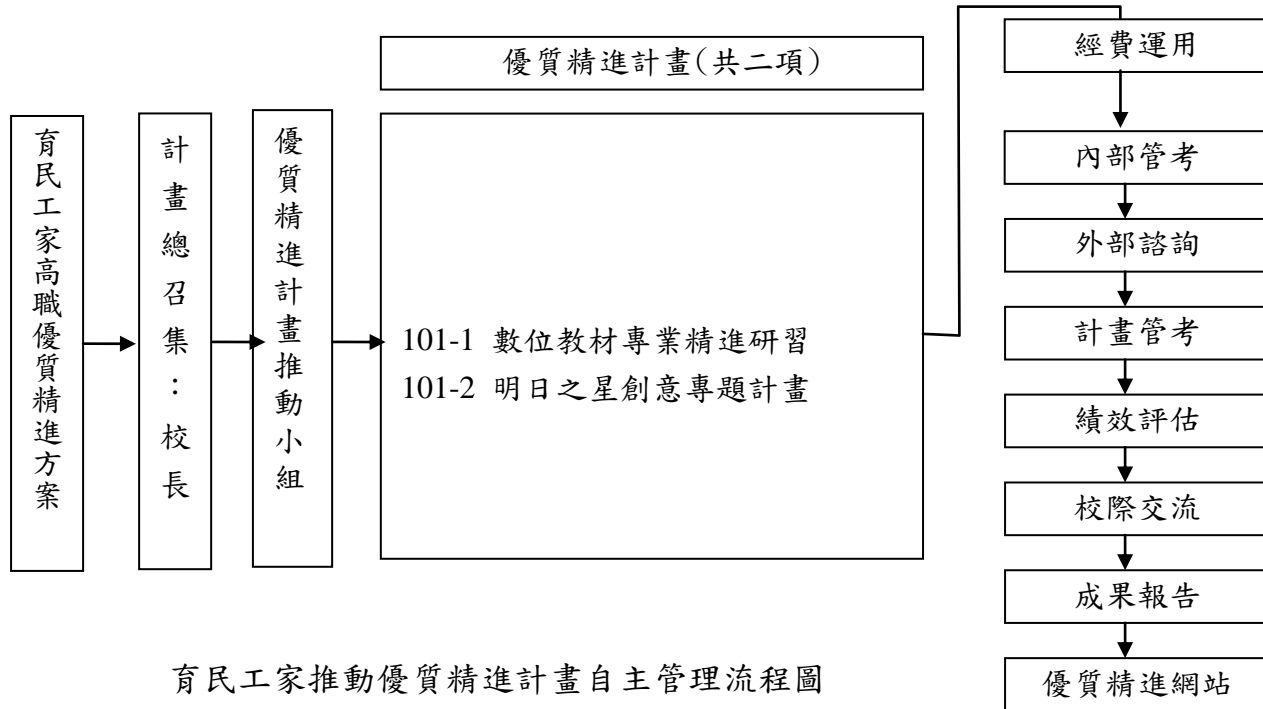 優質精進計畫(共二項)
育民工家高職優質精進方案
計畫總召集：校長
優質精進計畫推動小組
101-1 數位教材專業精進研習
101-2 明日之星創意專題計畫
經費運用
內部管考
外部諮詢
計畫管考
績效評估
校際交流
成果報告
優質精進網站
育民工家推動優質精進計畫自主管理流程圖